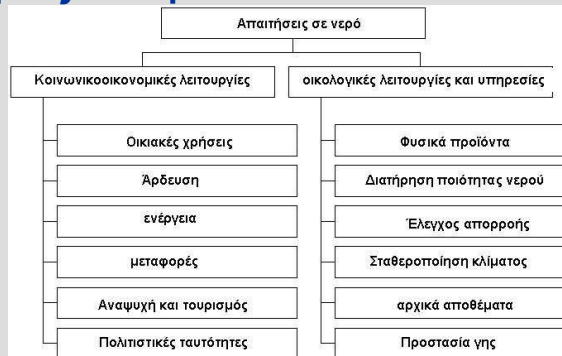 Απαιτήσεις σε νερό
Κοινωνικοοικονομικές λειτουργίες
οικολογικές λειτουργίες και υπηρεσίες
Οικιακές χρήσεις
Άρδευση
ενέργεια
μεταφορές
Αναψυχή και τουρισμός
Πολιτιστικές ταυτότητες
Φυσικά προϊόντα
Διατήρηση ποιότητας νερού
Έλεγχος απορροής
Σταθεροποίηση κλίματος
αρχικά αποθέματα
Προστασία γης